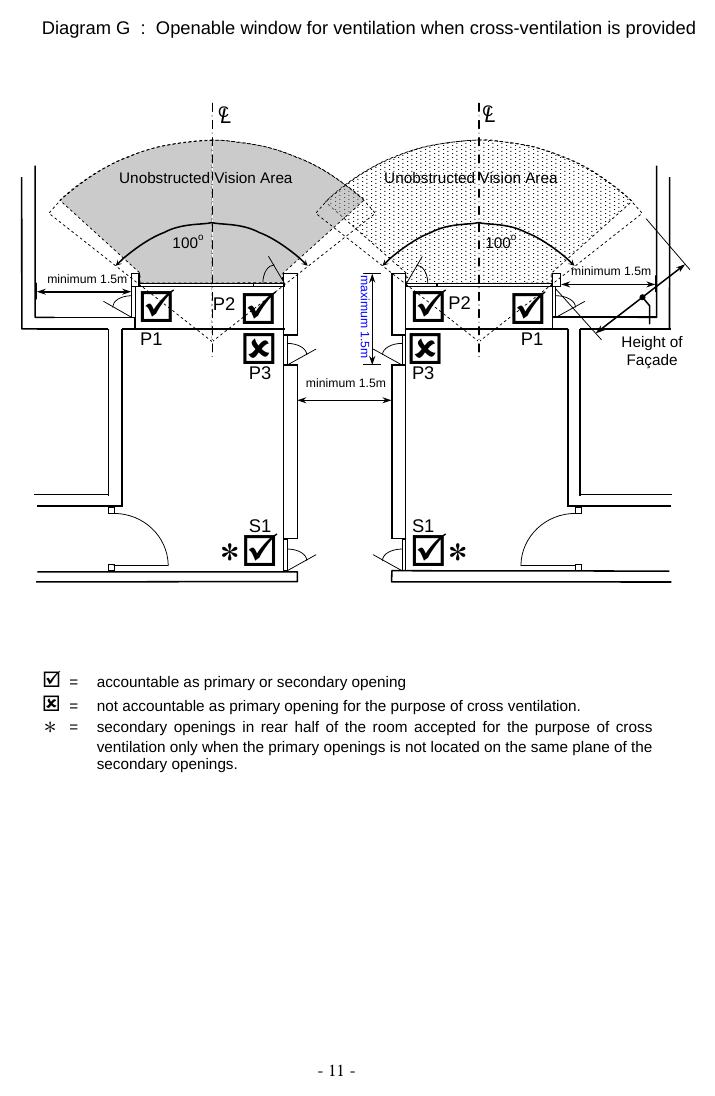 Diagram G : Openable window for ventilation when cross-ventilation is provided
℄ ℄
Unobstructed Vision Area Unobstructed Vision Area
100° 100°
minimum 1.5m minimum 1.5m
maximum 1.5m
P2 P2
P1 P1
Height of
Façade
P3 P3
minimum 1.5m
S1 S1
* *
☑ = accountable as primary or secondary opening
☒ = not accountable as primary opening for the purpose of cross ventilation.
* = secondary openings in rear half of the room accepted for the purpose of cross
ventilation only when the primary openings is not located on the same plane of the
secondary openings.
- 11 -